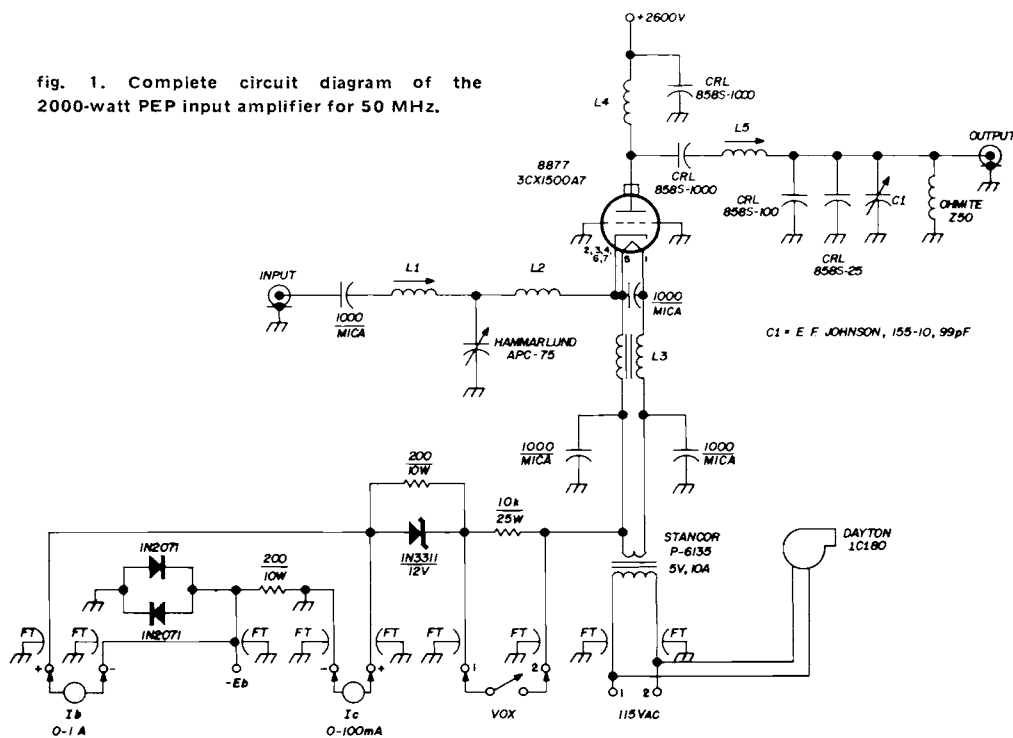 fig. 1. Complete circuit diagram of the
2000-watt PEP input amplifier for 50 MHz.
+2600V
CRL
858S-1000
L4
L5
OUTPUT
8877
3CX1500A7
CRL
858S-1000
CRL
858S-100
C1
OHMITE
Z50
CRL
858S-25
2,3,4,
6,7
5
1
INPUT
L1
L2
1000
MICA
1000
MICA
HAMMARLUND
APC-75
L3
C1 = E.F. JOHNSON, 155-10, 99pF
1000
MICA
1000
MICA
200
10W
10k
25W
1N3311
12V
STANCOR
P-6135
5V, 10A
DAYTON
1C180
1N2071
200
10W
1N2071
FT
FT
FT
FT
FT
FT
FT
FT
FT
+
-
-Eb
-
+
1
2
1
2
Ib
0-1 A
Ic
0-100mA
VOX
115VAC